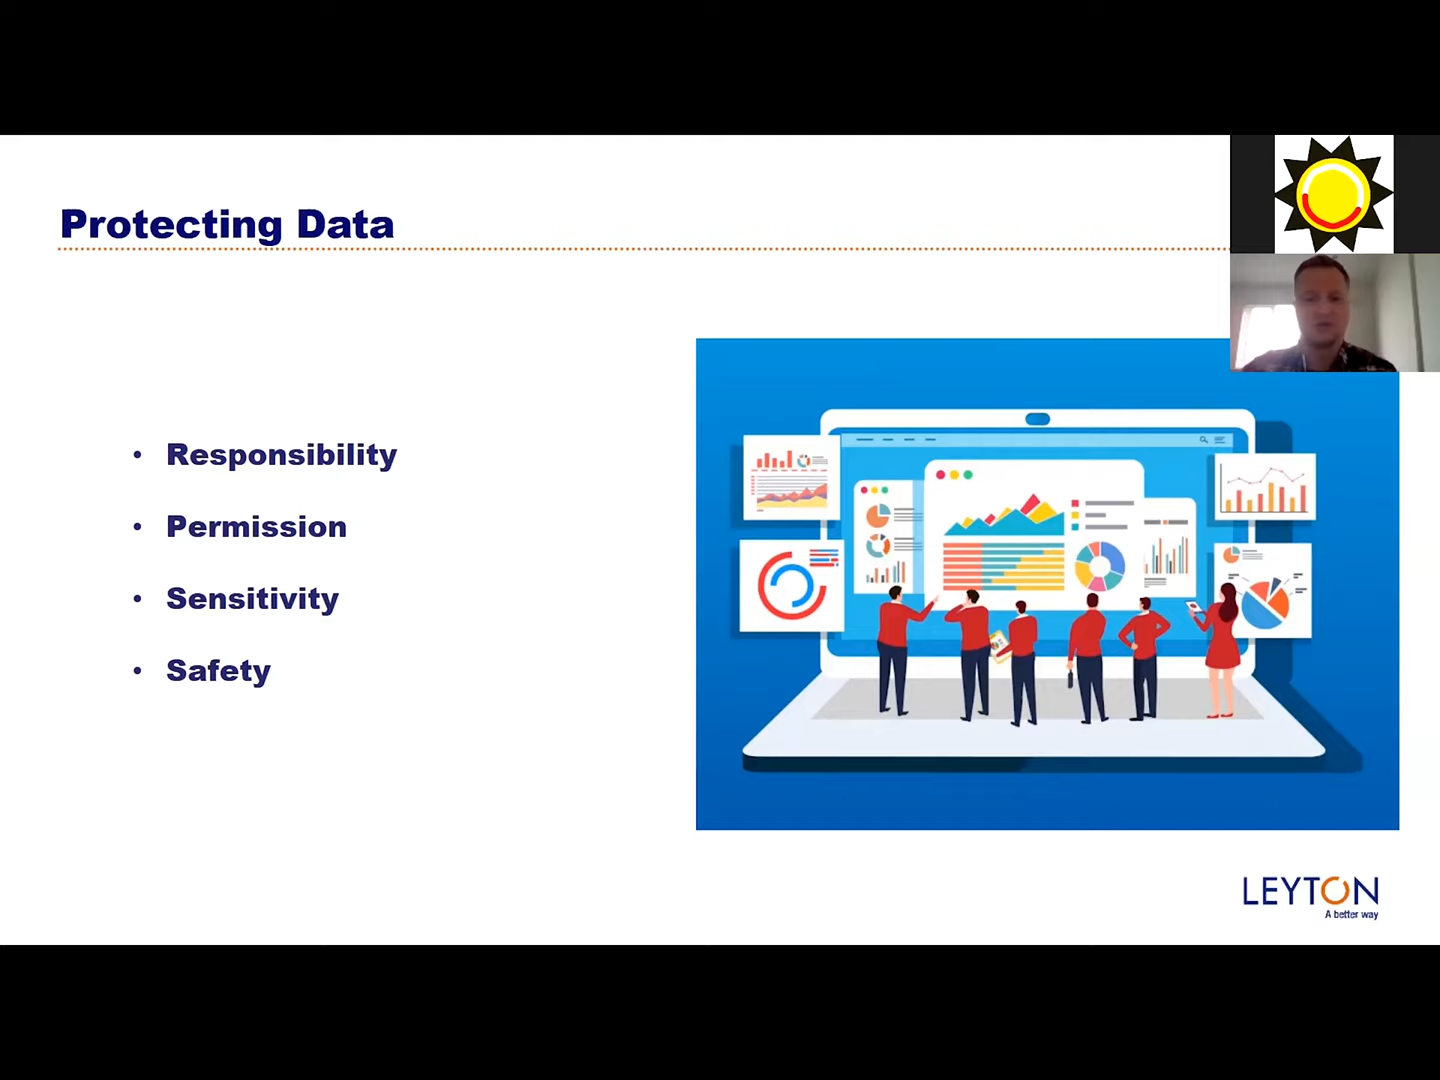 Protecting Data
• Responsibility
• Permission
• Sensitivity
• Safety
LEYTON
A better way